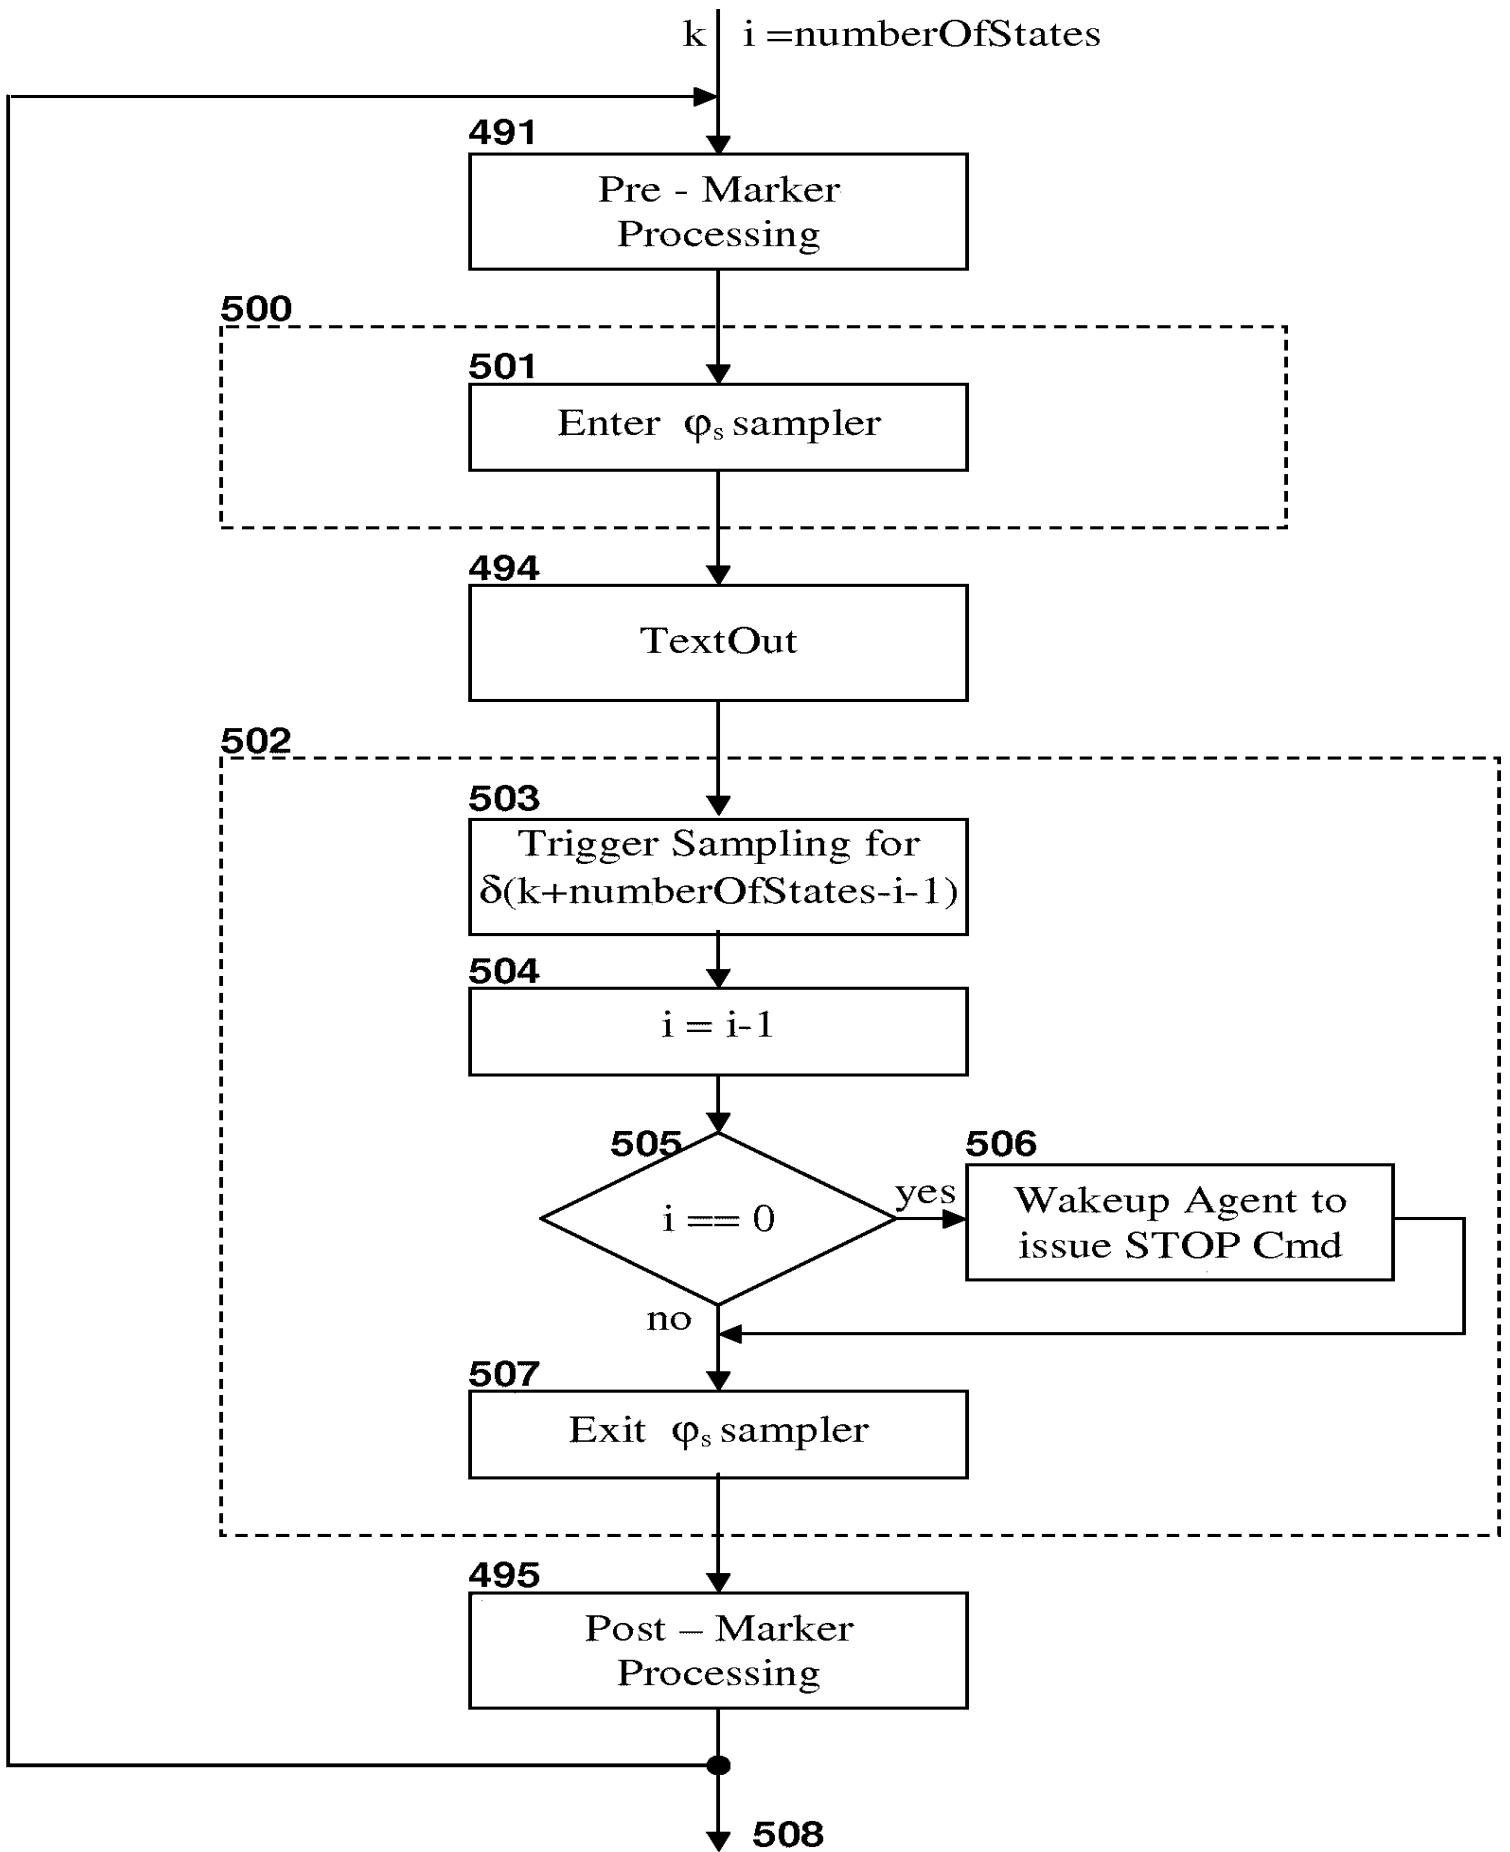 k i =numberOfStates
491
Pre - Marker
Processing
500
501
Enter φₛ sampler
494
TextOut
502
503
Trigger Sampling for
δ(k+numberOfStates-i-1)
504
i = i-1
505
i == 0
yes
506
Wakeup Agent to
issue STOP Cmd
no
507
Exit φₛ sampler
495
Post – Marker
Processing
508